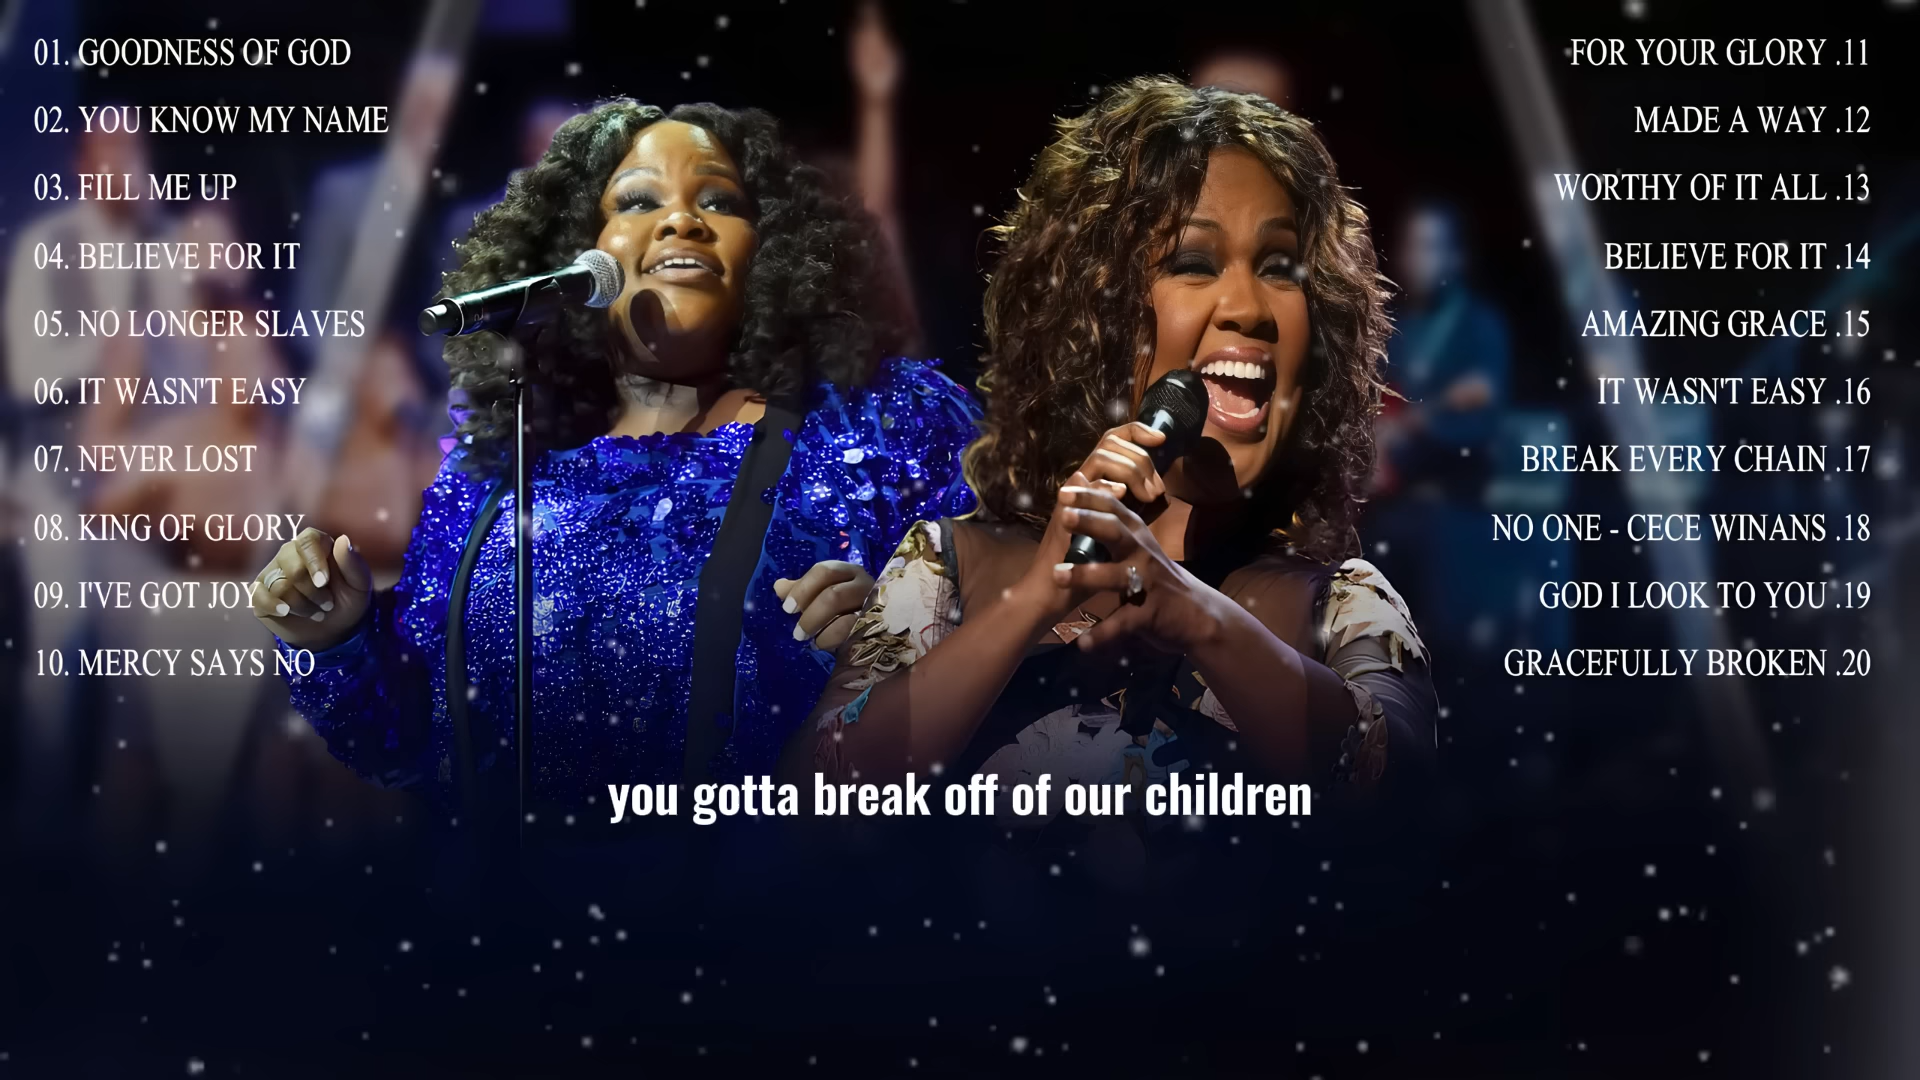 01. GOODNESS OF GOD
02. YOU KNOW MY NAME
03. FILL ME UP
04. BELIEVE FOR IT
05. NO LONGER SLAVES
06. IT WASN'T EASY
07. NEVER LOST
08. KING OF GLORY
09. I'VE GOT JOY
10. MERCY SAYS NO
FOR YOUR GLORY .11
MADE A WAY .12
WORTHY OF IT ALL .13
BELIEVE FOR IT .14
AMAZING GRACE .15
IT WASN'T EASY .16
BREAK EVERY CHAIN .17
NO ONE - CECE WINANS .18
GOD I LOOK TO YOU .19
GRACEFULLY BROKEN .20
you gotta break off of our children